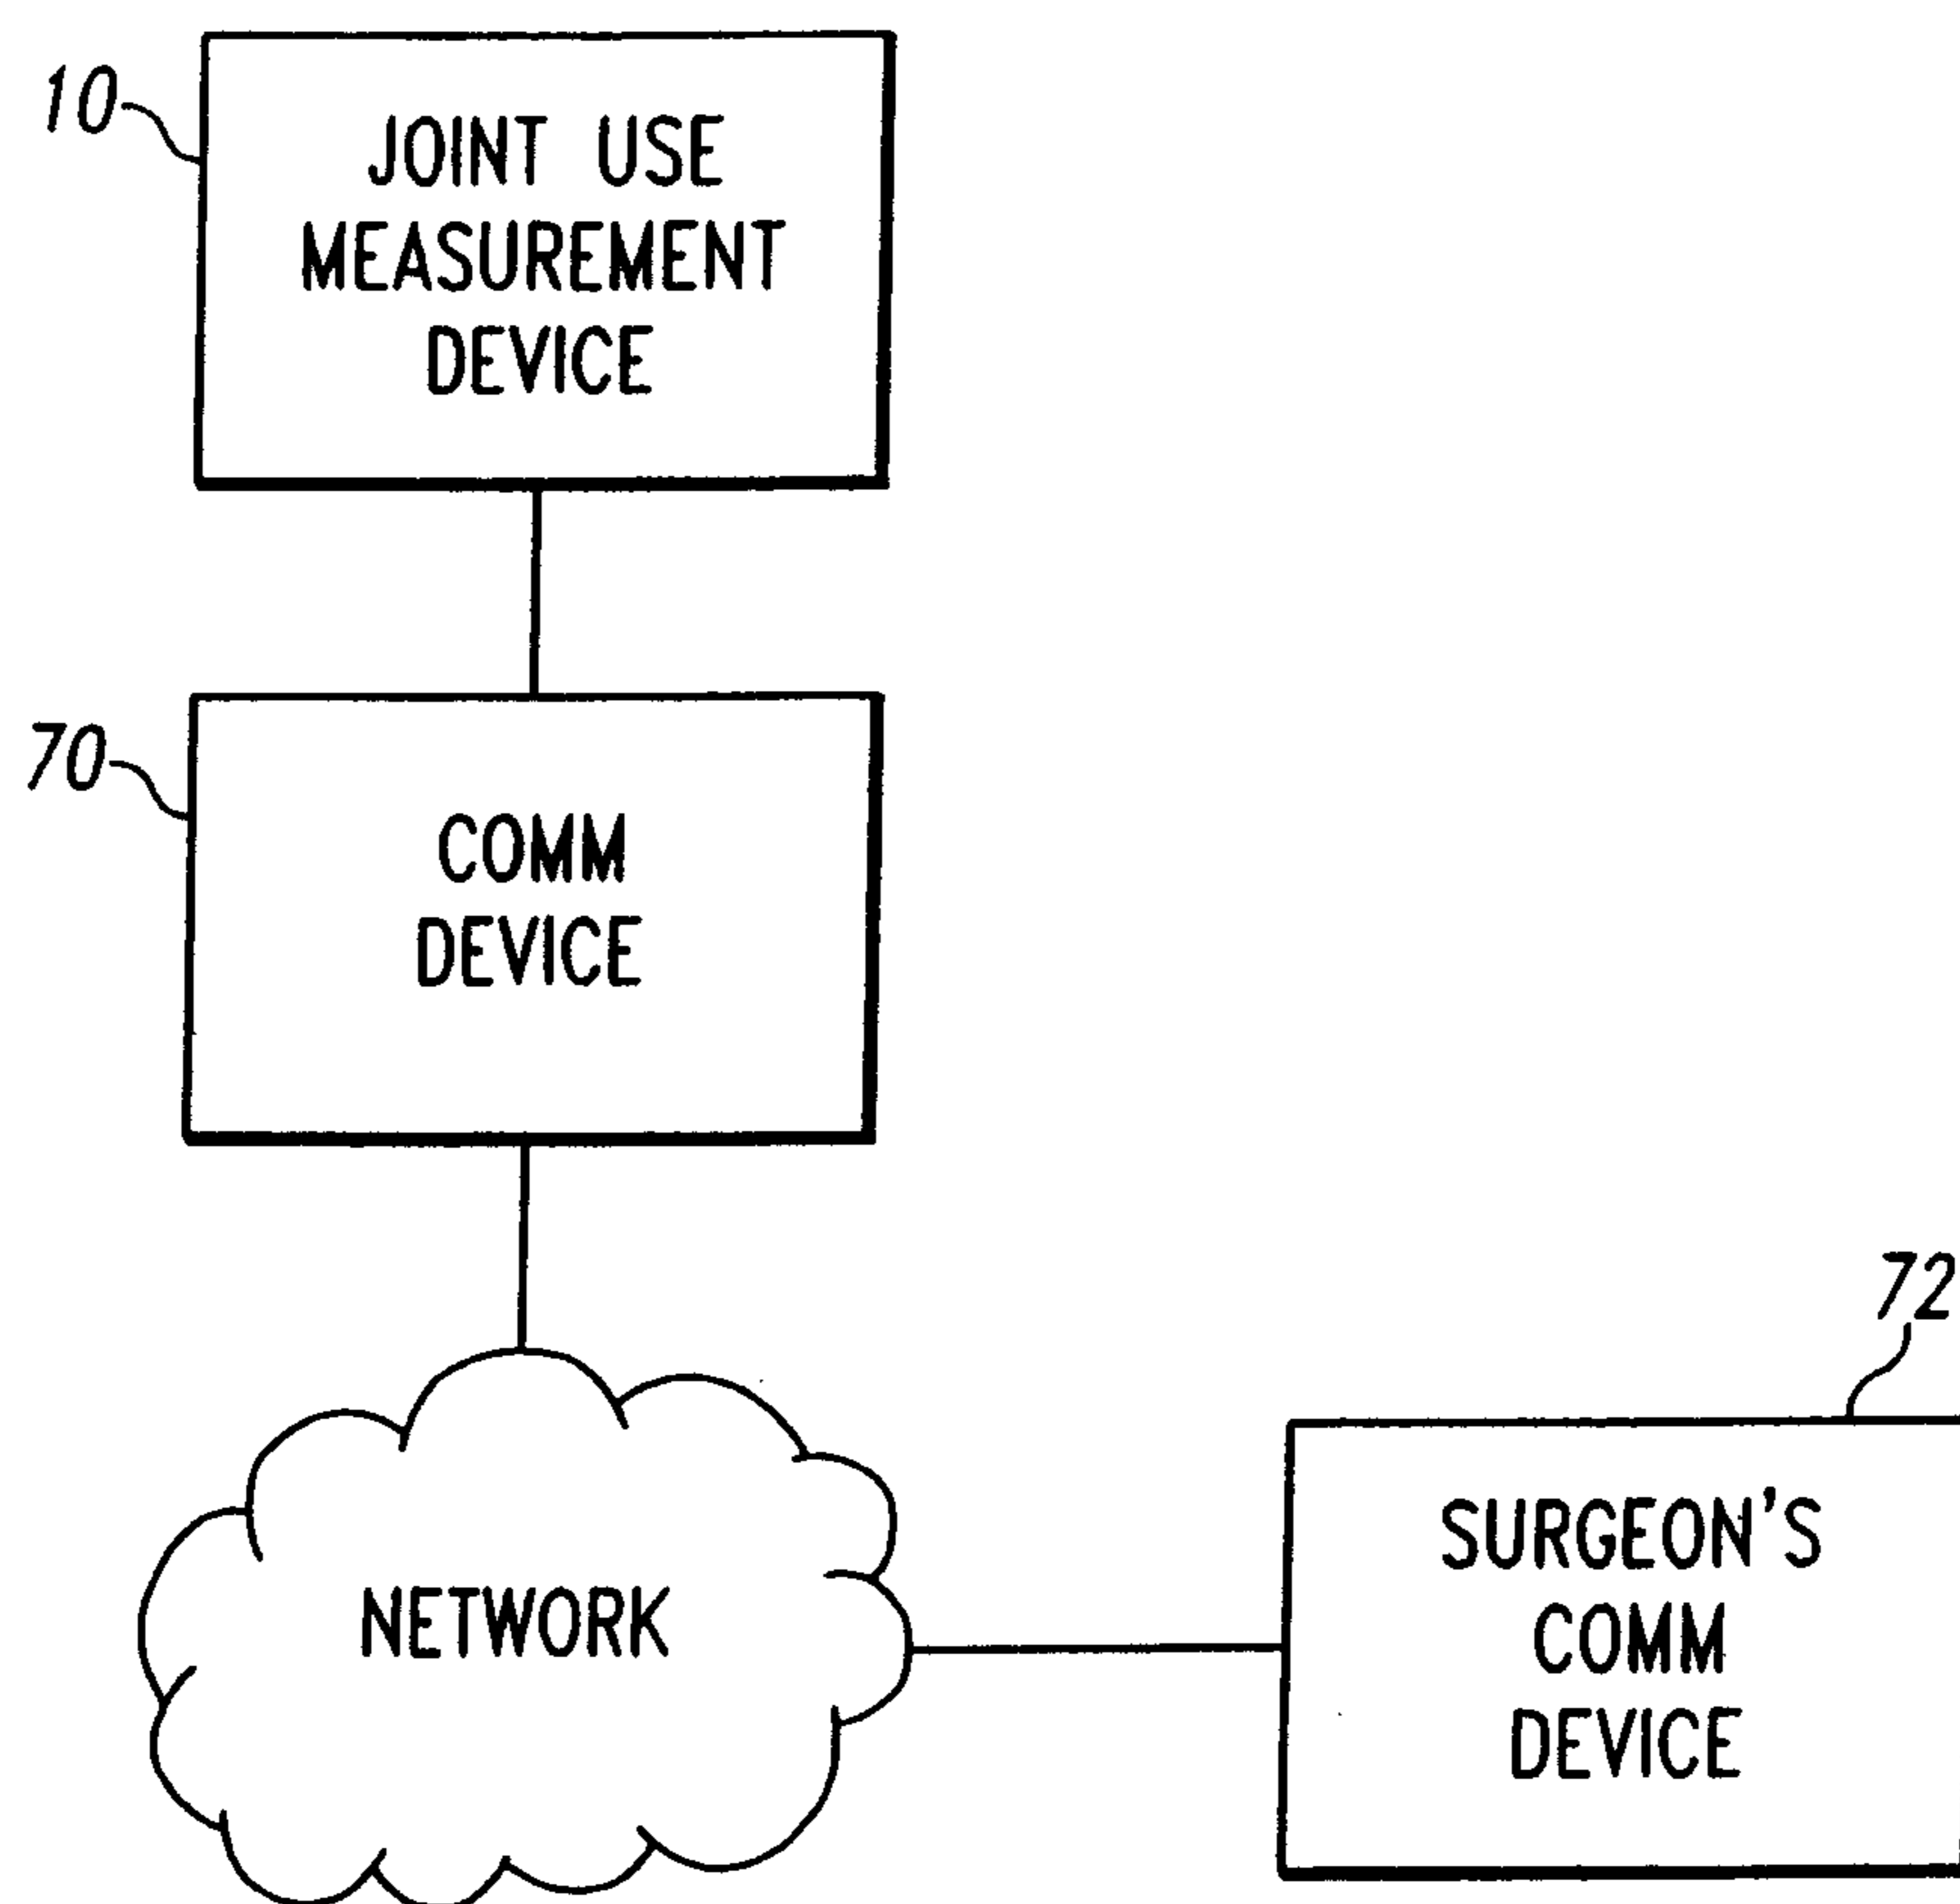 10
JOINT USE
MEASUREMENT
DEVICE
70
COMM
DEVICE
72
NETWORK
SURGEON'S
COMM
DEVICE